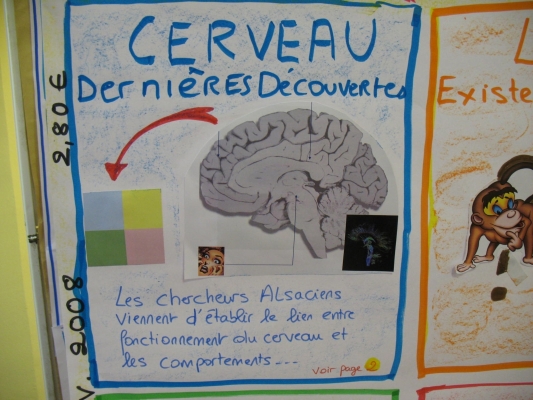 CERVEAU
DERNIÈRES DÉCOUVERTES
Les chercheurs Alsaciens
viennent d'établir le lien entre
fonctionnement du cerveau et
les comportements---
voir page 2
2,80 €
V. 2008
L
Existe